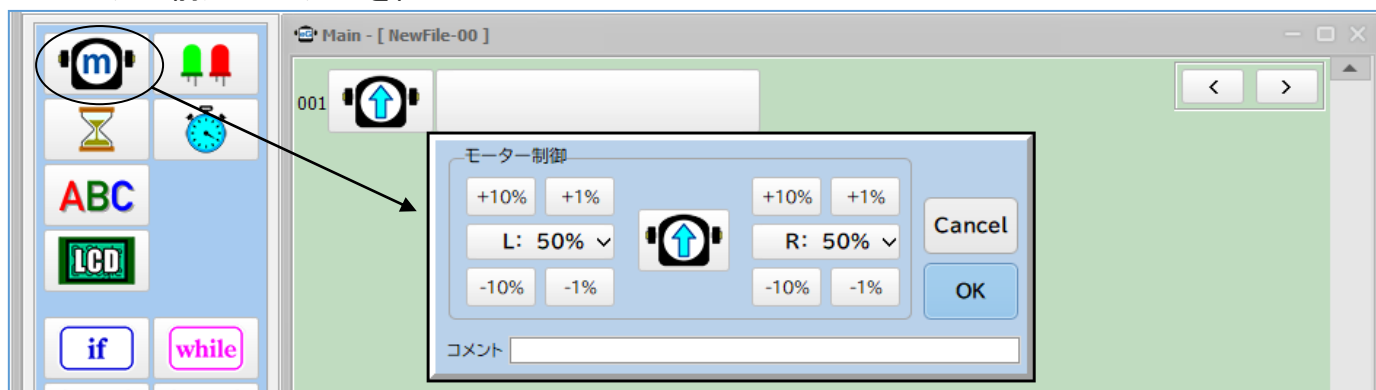 m
Main - [ NewFile-00 ]
001
< >
ABC
LCD
if while
モーター制御
+10% +1% +10% +1%
L: 50% R: 50%
-10% -1% -10% -1%
Cancel
OK
コメント